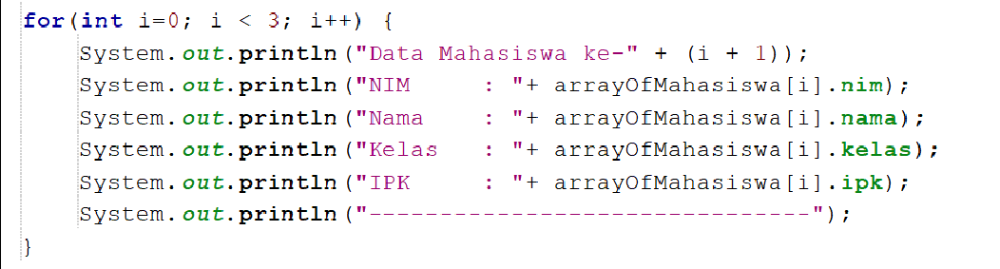 for(int i=0; i < 3; i++) {
    System.out.println("Data Mahasiswa ke-" + (i + 1));
    System.out.println("NIM     : "+ arrayOfMahasiswa[i].nim);
    System.out.println("Nama    : "+ arrayOfMahasiswa[i].nama);
    System.out.println("Kelas   : "+ arrayOfMahasiswa[i].kelas);
    System.out.println("IPK     : "+ arrayOfMahasiswa[i].ipk);
    System.out.println("--------------------------------");
}